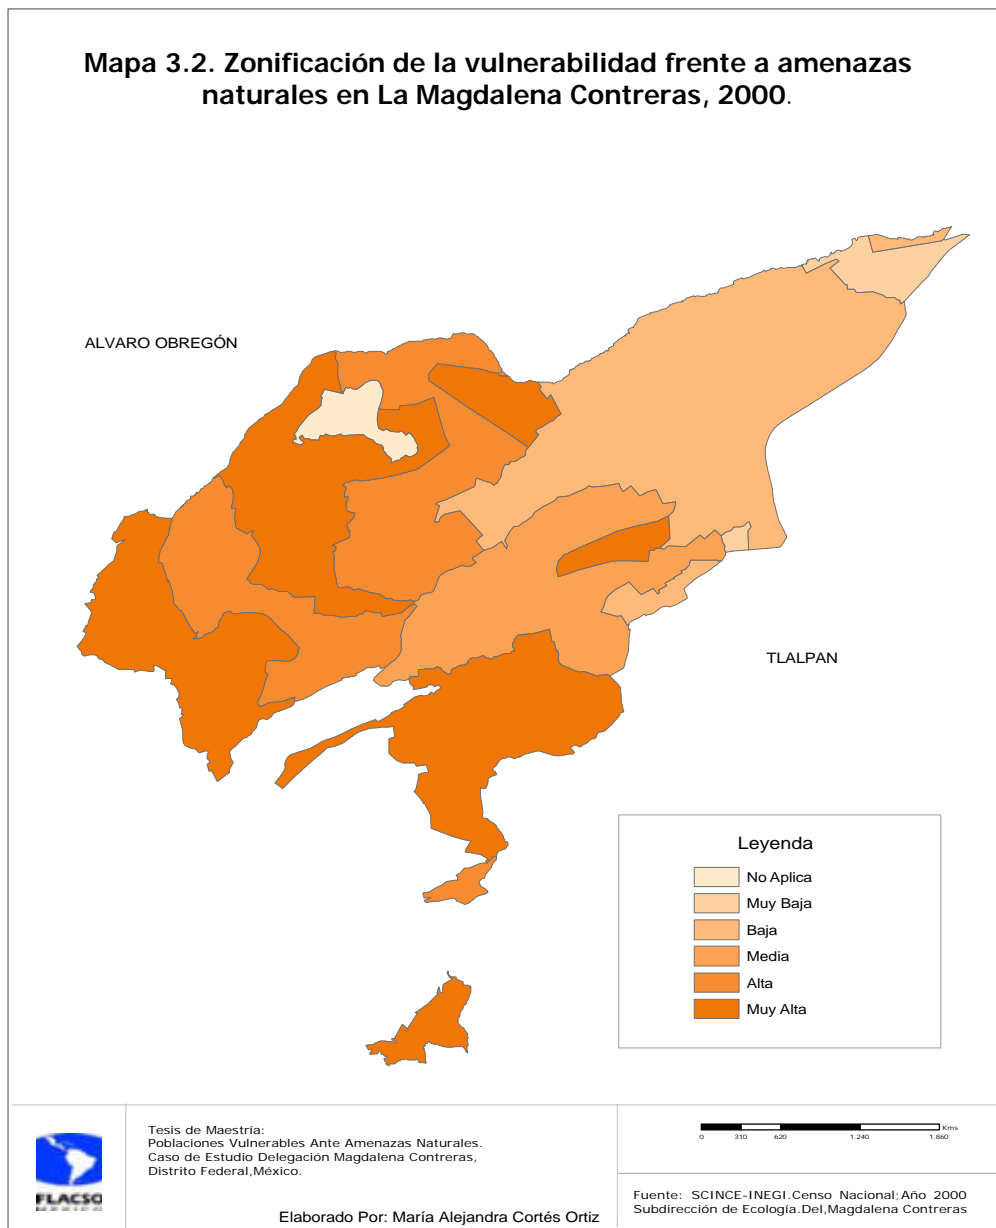 Mapa 3.2. Zonificación de la vulnerabilidad frente a amenazas
naturales en La Magdalena Contreras, 2000.
ALVARO OBREGÓN
TLALPAN
Leyenda
No Aplica
Muy Baja
Baja
Media
Alta
Muy Alta
FLACSO
MÉXICO
Tesis de Maestría:
Poblaciones Vulnerables Ante Amenazas Naturales.
Caso de Estudio Delegación Magdalena Contreras,
Distrito Federal,México.
Elaborado Por: María Alejandra Cortés Ortiz
Kms
0 310 620 1.240 1.860
Fuente: SCINCE-INEGI.Censo Nacional;Año 2000
Subdirección de Ecología.Del,Magdalena Contreras